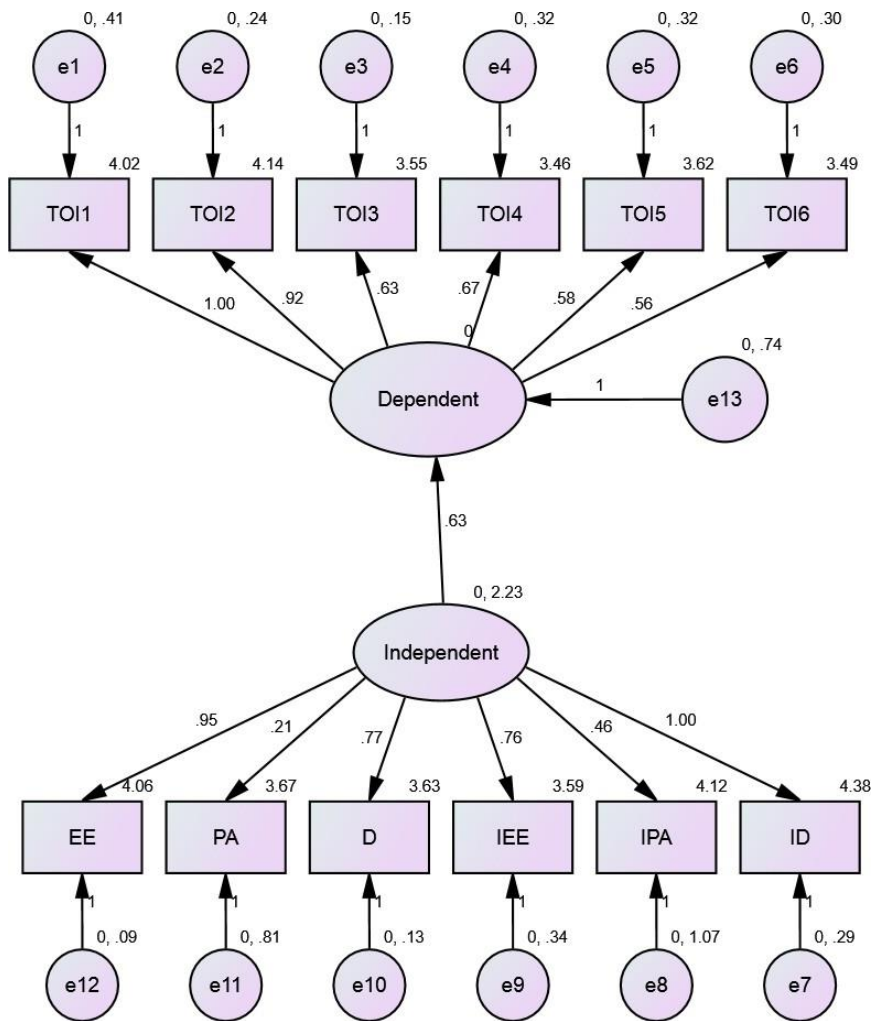 0, .41 0, .24 0, .15 0, .32 0, .32 0, .30
e1 e2 e3 e4 e5 e6
1 1 1 1 1 1
4.02 4.14 3.55 3.46 3.62 3.49
TOI1 TOI2 TOI3 TOI4 TOI5 TOI6
1.00 .92 .63 .67 .58 .56
0
0, .74
Dependent 1 e13
.63
0, 2.23
Independent
.95 .21 .77 .76 .46 1.00
4.06 3.67 3.63 3.59 4.12 4.38
EE PA D IEE IPA ID
1 1 1 1 1 1
0, .09 0, .81 0, .13 0, .34 0, 1.07 0, .29
e12 e11 e10 e9 e8 e7